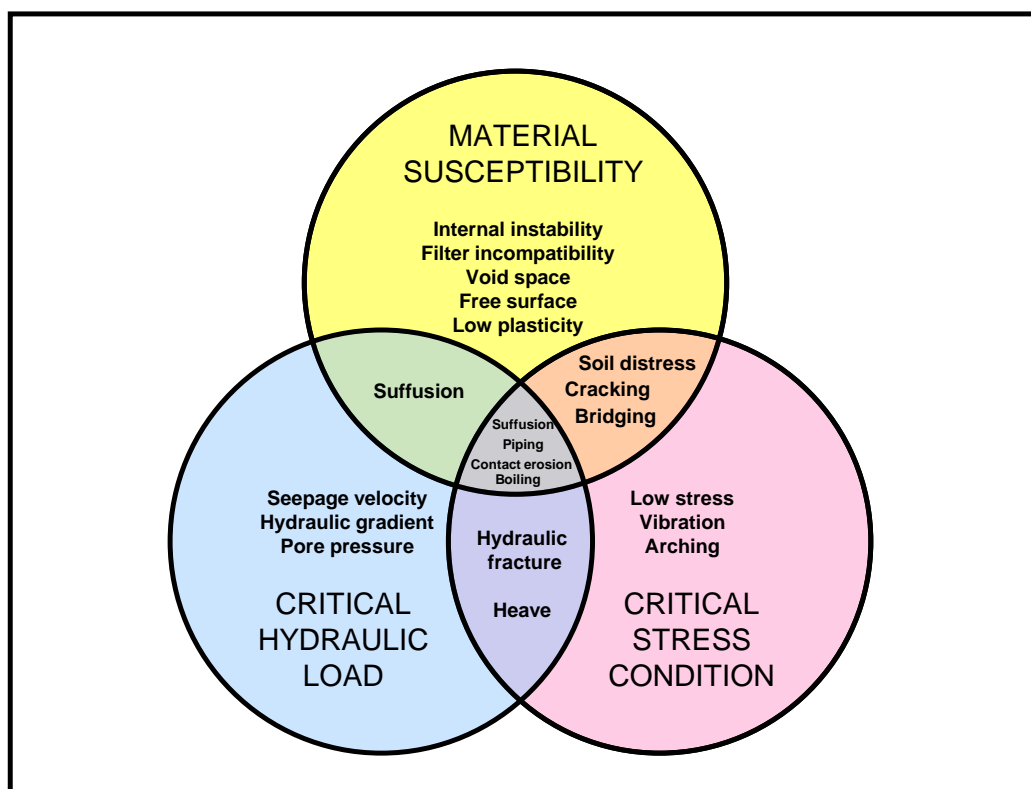 MATERIAL
SUSCEPTIBILITY
Internal instability
Filter incompatibility
Void space
Free surface
Low plasticity
Suffusion
Soil distress
Cracking
Bridging
Suffusion
Piping
Contact erosion
Boiling
Seepage velocity
Hydraulic gradient
Pore pressure
CRITICAL
HYDRAULIC
LOAD
Hydraulic
fracture
Heave
Low stress
Vibration
Arching
CRITICAL
STRESS
CONDITION